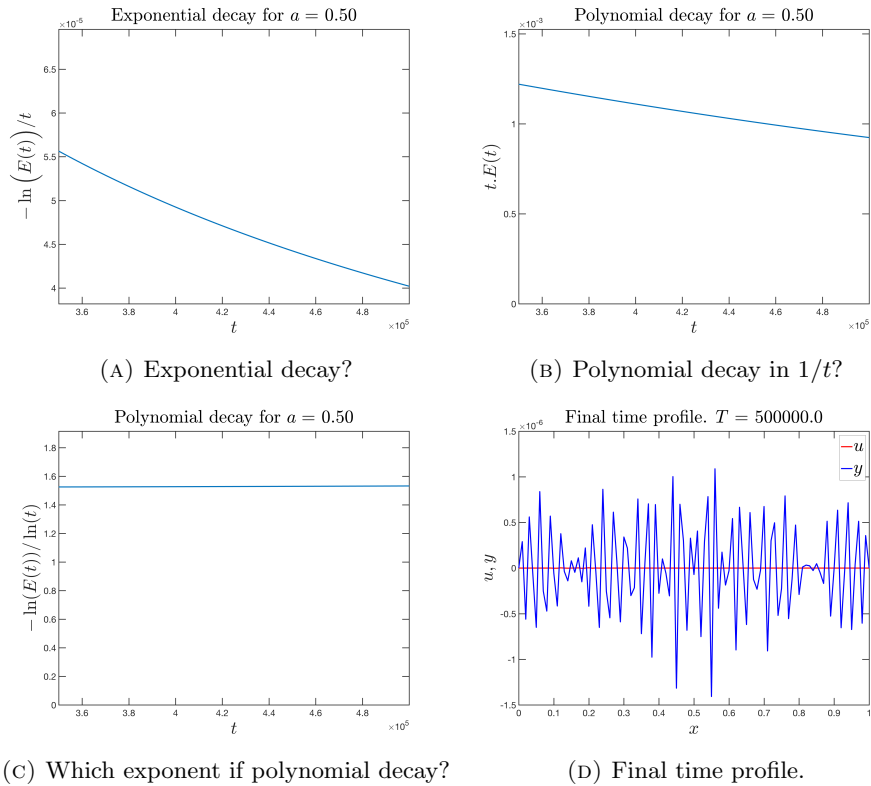 Exponential decay for a = 0.50
×10⁻⁵
− ln (E(t))/t
6.5
6
5.5
5
4.5
4
3.6 3.8 4 4.2 4.4 4.6 4.8
×10⁵
t
(A) Exponential decay?
Polynomial decay for a = 0.50
×10⁻³
t.E(t)
1.5
1
0.5
0
3.6 3.8 4 4.2 4.4 4.6 4.8
×10⁵
t
(B) Polynomial decay in 1/t?
Polynomial decay for a = 0.50
− ln(E(t))/ ln(t)
1.8
1.6
1.4
1.2
1
0.8
0.6
0.4
0.2
0
3.6 3.8 4 4.2 4.4 4.6 4.8
×10⁵
t
(C) Which exponent if polynomial decay?
Final time profile. T = 500000.0
×10⁻⁶
u, y
1.5
1
0.5
0
-0.5
-1
-1.5
u
y
0 0.1 0.2 0.3 0.4 0.5 0.6 0.7 0.8 0.9 1
x
(D) Final time profile.